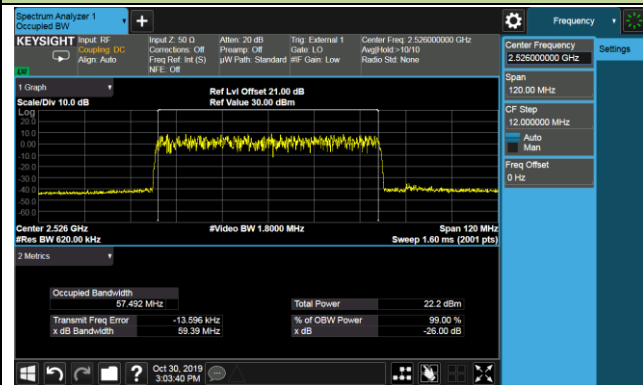 Spectrum Analyzer 1
Occupied BW
Frequency
KEYSIGHT
Input: RF
Coupling: DC
Align: Auto
Input Z: 50 Ω
Corrections: Off
Freq Ref: Int (S)
NFE: Off
Atten: 20 dB
Preamp: Off
µW Path: Standard
Trig: External 1
Gate: LO
#IF Gain: Low
Center Freq: 2.526000000 GHz
Avg|Hold:>10/10
Radio Std: None
Center Frequency
2.526000000 GHz
Settings
Span
120.00 MHz
CF Step
12.000000 MHz
Auto
Man
Freq Offset
0 Hz
1 Graph
Scale/Div 10.0 dB
Ref Lvl Offset 21.00 dB
Ref Value 30.00 dBm
Log
20.0
10.0
0.00
-10.0
-20.0
-30.0
-40.0
-50.0
-60.0
Center 2.526 GHz
#Video BW 1.8000 MHz
Span 120 MHz
#Res BW 620.00 kHz
Sweep 1.60 ms (2001 pts)
2 Metrics
Occupied Bandwidth
57.492 MHz
Total Power
22.2 dBm
Transmit Freq Error
-13.596 kHz
% of OBW Power
99.00 %
x dB Bandwidth
59.39 MHz
x dB
-26.00 dB
Oct 30, 2019
3:03:40 PM